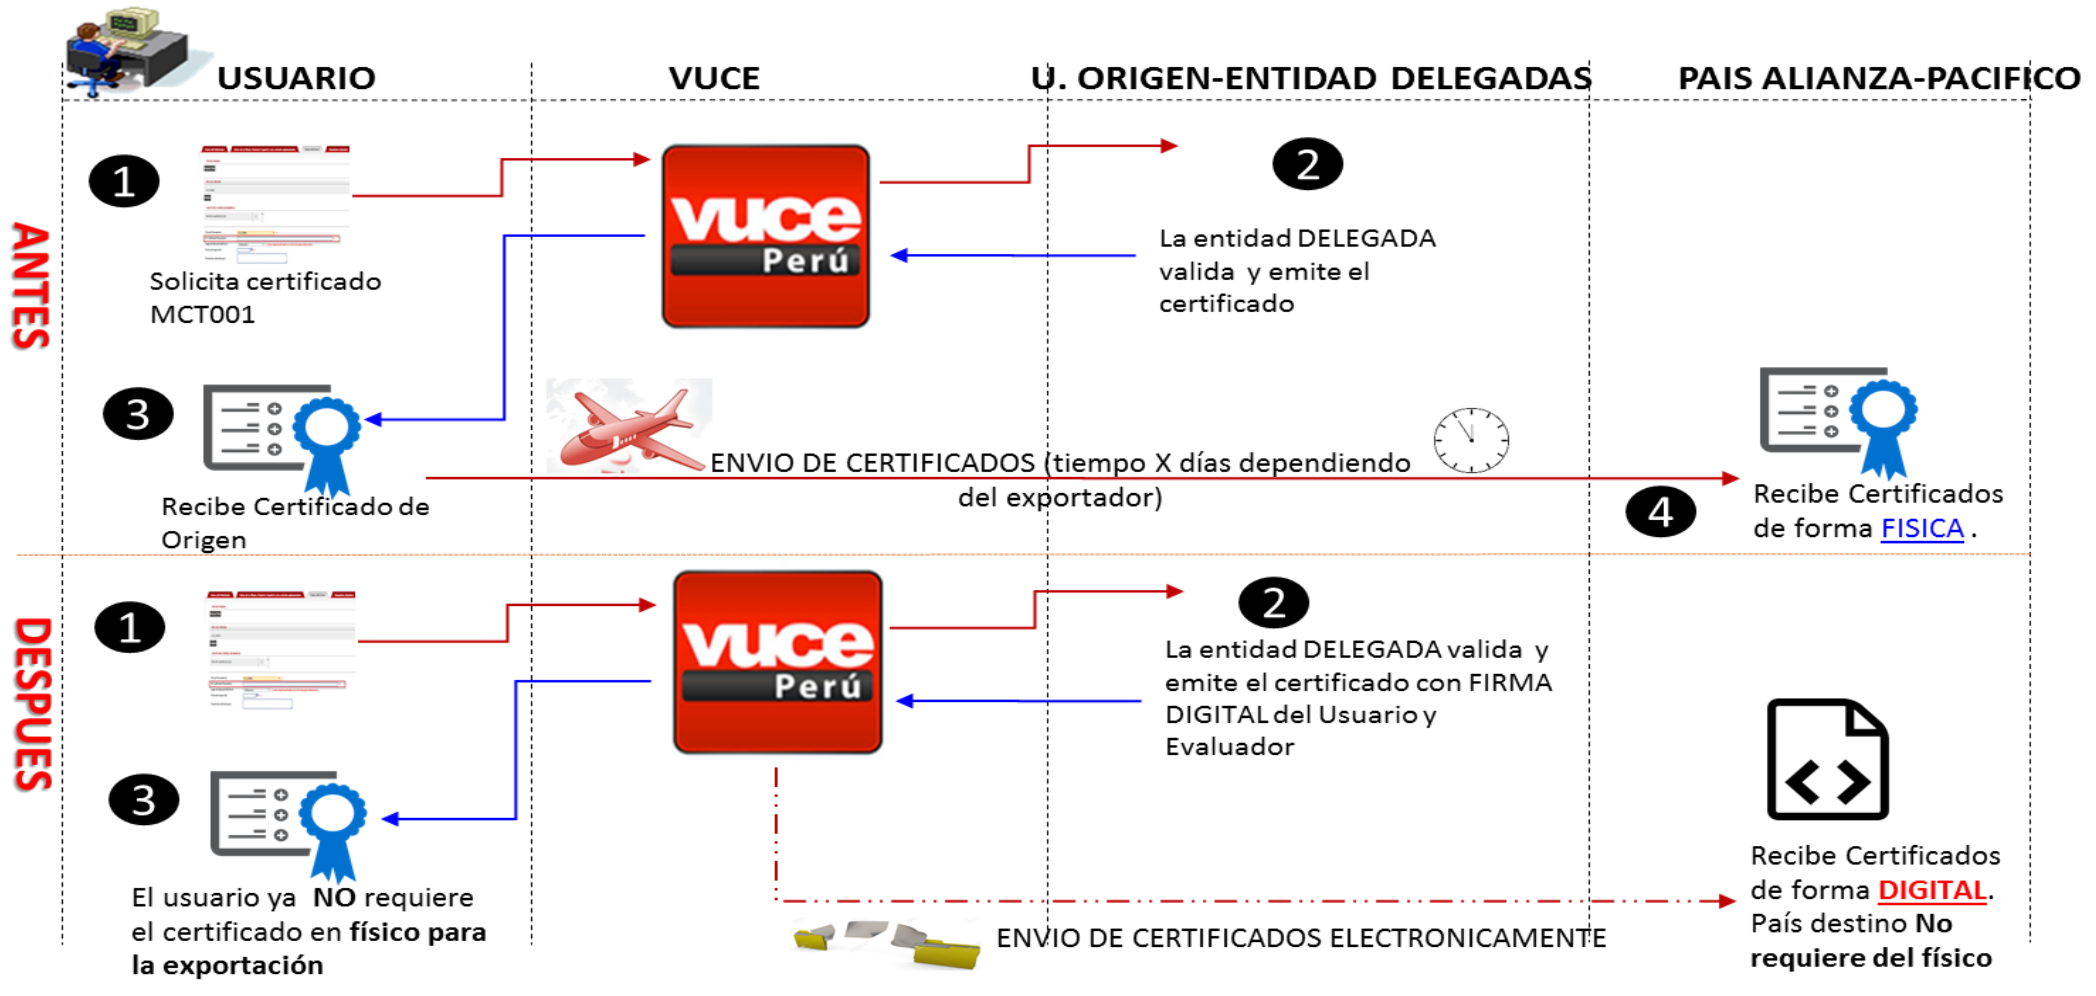 USUARIO
VUCE
U. ORIGEN-ENTIDAD DELEGADAS
PAIS ALIANZA-PACIFICO
ANTES
1
Solicita certificado
MCT001
vuce
Perú
2
La entidad DELEGADA
valida y emite el
certificado
3
Recibe Certificado de
Origen
ENVIO DE CERTIFICADOS (tiempo X días dependiendo
del exportador)
4
Recibe Certificados
de forma FISICA .
DESPUES
1
vuce
Perú
2
La entidad DELEGADA valida y
emite el certificado con FIRMA
DIGITAL del Usuario y
Evaluador
3
El usuario ya NO requiere
el certificado en físico para
la exportación
ENVIO DE CERTIFICADOS ELECTRONICAMENTE
Recibe Certificados
de forma DIGITAL.
País destino No
requiere del físico